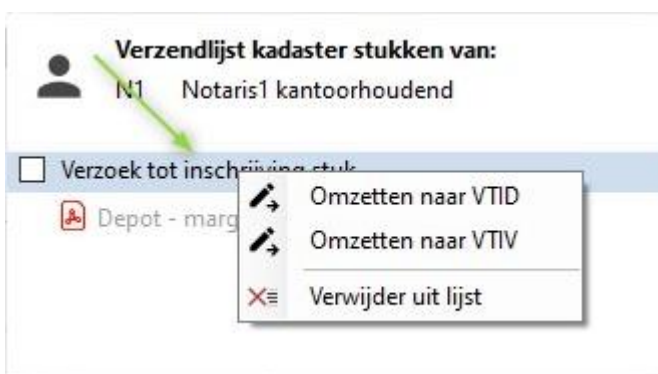 Verzendlijst kadaster stukken van:
N1 Notaris1 kantoorhoudend
Verzoek tot inschrijving stuk
Depot - marg
Omzetten naar VTID
Omzetten naar VTIV
Verwijder uit lijst